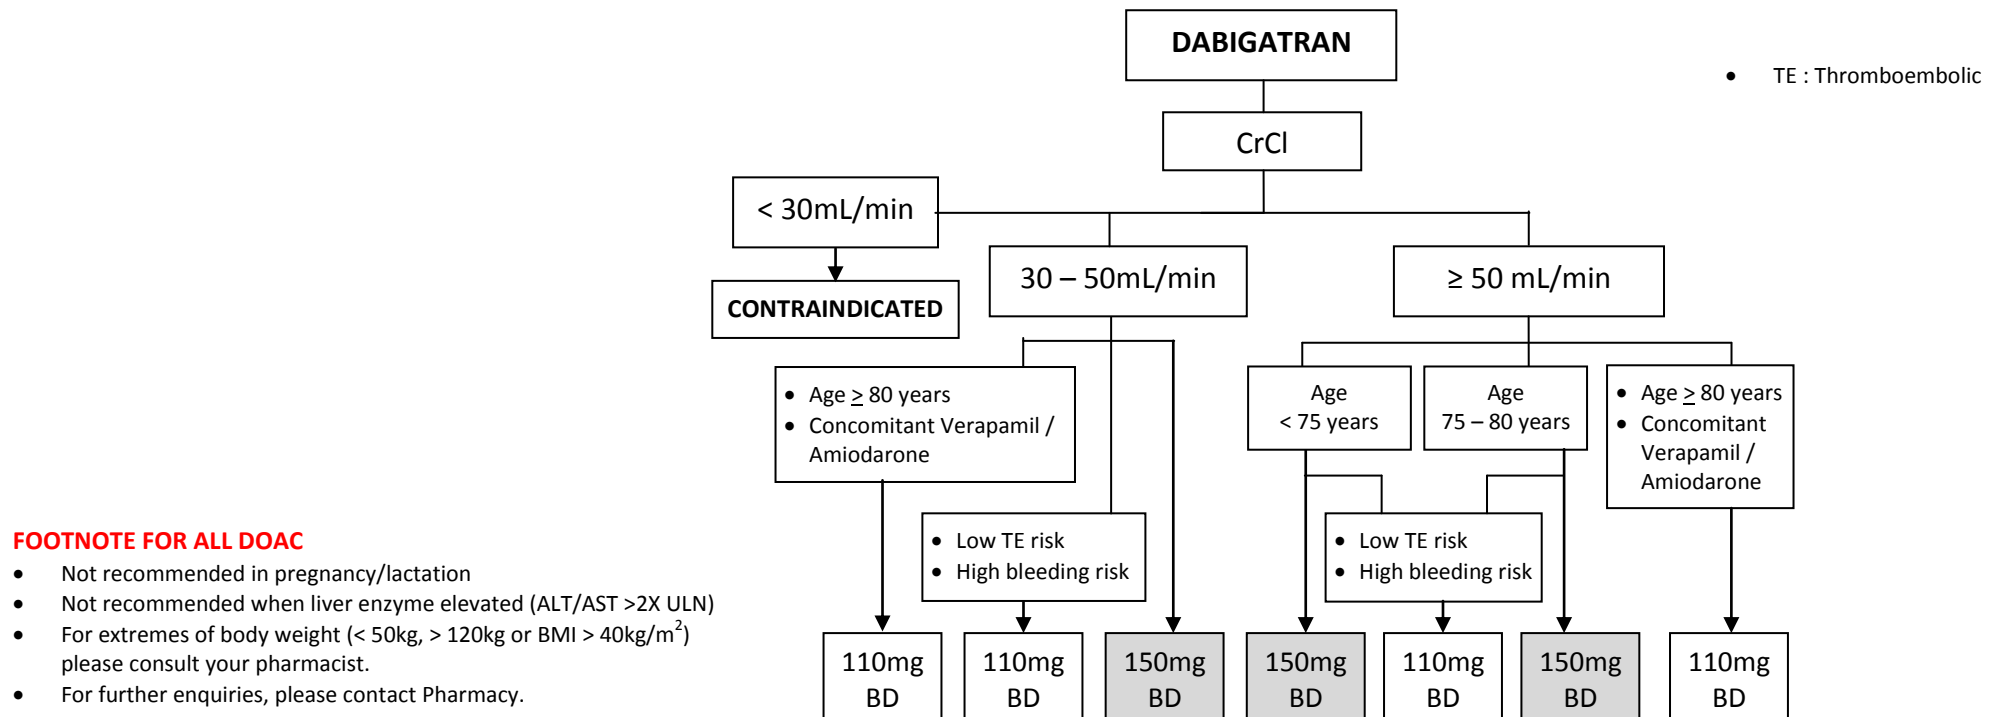 DABIGATRAN
• TE : Thromboembolic
CrCl
< 30mL/min
30 – 50mL/min
≥ 50 mL/min
CONTRAINDICATED
• Age ≥ 80 years
• Concomitant Verapamil /
Amiodarone
Age
< 75 years
Age
75 – 80 years
• Age ≥ 80 years
• Concomitant
Verapamil /
Amiodarone
• Low TE risk
• High bleeding risk
• Low TE risk
• High bleeding risk
110mg
BD
110mg
BD
150mg
BD
150mg
BD
110mg
BD
150mg
BD
110mg
BD
FOOTNOTE FOR ALL DOAC
• Not recommended in pregnancy/lactation
• Not recommended when liver enzyme elevated (ALT/AST >2X ULN)
• For extremes of body weight (< 50kg, > 120kg or BMI > 40kg/m²)
please consult your pharmacist.
• For further enquiries, please contact Pharmacy.